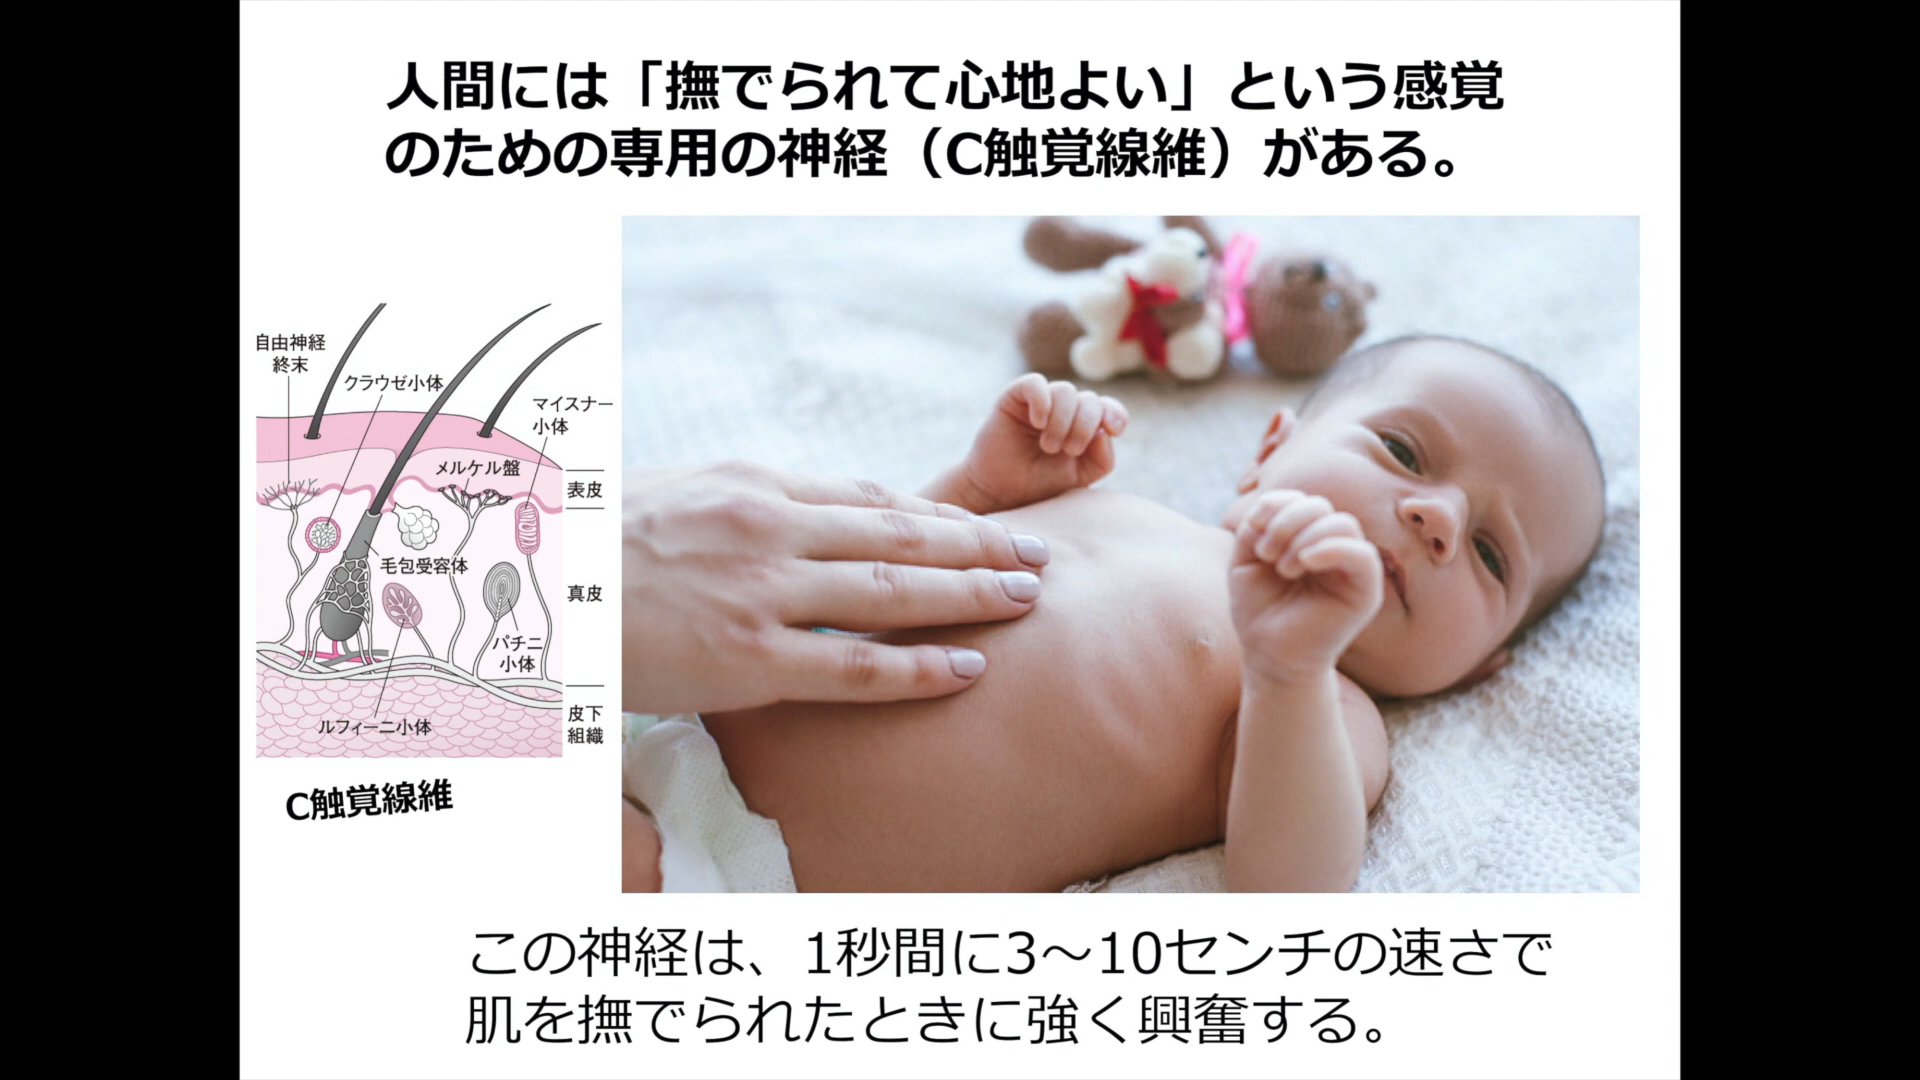 人間には「撫でられて心地よい」という感覚
のための専用の神経（C触覚線維）がある。
自由神経
終末
クラウゼ小体
マイスナー
小体
メルケル盤
表皮
毛包受容体
真皮
パチニ
小体
ルフィーニ小体
皮下
組織
C触覚線維
この神経は、1秒間に3～10センチの速さで
肌を撫でられたときに強く興奮する。